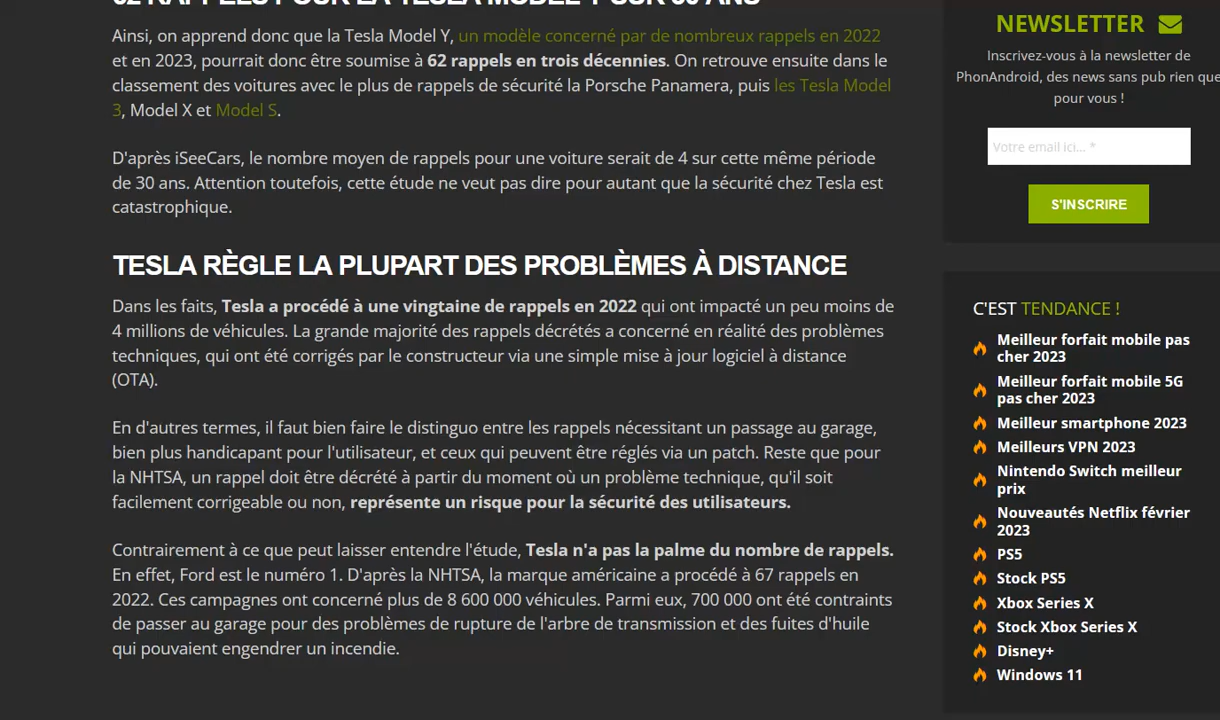 62 RAPPELS POUR LA TESLA MODEL Y SUR 30 ANS
Ainsi, on apprend donc que la Tesla Model Y, un modèle concerné par de nombreux rappels en 2022
et en 2023, pourrait donc être soumise à 62 rappels en trois décennies. On retrouve ensuite dans le
classement des voitures avec le plus de rappels de sécurité la Porsche Panamera, puis les Tesla Model
3, Model X et Model S.
D'après iSeeCars, le nombre moyen de rappels pour une voiture serait de 4 sur cette même période
de 30 ans. Attention toutefois, cette étude ne veut pas dire pour autant que la sécurité chez Tesla est
catastrophique.
TESLA RÈGLE LA PLUPART DES PROBLÈMES À DISTANCE
Dans les faits, Tesla a procédé à une vingtaine de rappels en 2022 qui ont impacté un peu moins de
4 millions de véhicules. La grande majorité des rappels décrétés a concerné en réalité des problèmes
techniques, qui ont été corrigés par le constructeur via une simple mise à jour logiciel à distance
(OTA).
En d'autres termes, il faut bien faire le distinguo entre les rappels nécessitant un passage au garage,
bien plus handicapant pour l'utilisateur, et ceux qui peuvent être réglés via un patch. Reste que pour
la NHTSA, un rappel doit être décrété à partir du moment où un problème technique, qu'il soit
facilement corrigeable ou non, représente un risque pour la sécurité des utilisateurs.
Contrairement à ce que peut laisser entendre l'étude, Tesla n'a pas la palme du nombre de rappels.
En effet, Ford est le numéro 1. D'après la NHTSA, la marque américaine a procédé à 67 rappels en
2022. Ces campagnes ont concerné plus de 8 600 000 véhicules. Parmi eux, 700 000 ont été contraints
de passer au garage pour des problèmes de rupture de l'arbre de transmission et des fuites d'huile
qui pouvaient engendrer un incendie.
NEWSLETTER
Inscrivez-vous à la newsletter de
PhonAndroid, des news sans pub rien que
pour vous !
Votre email ici... *
S'INSCRIRE
C'EST TENDANCE !
Meilleur forfait mobile pas
cher 2023
Meilleur forfait mobile 5G
pas cher 2023
Meilleur smartphone 2023
Meilleurs VPN 2023
Nintendo Switch meilleur
prix
Nouveautés Netflix février
2023
PS5
Stock PS5
Xbox Series X
Stock Xbox Series X
Disney+
Windows 11